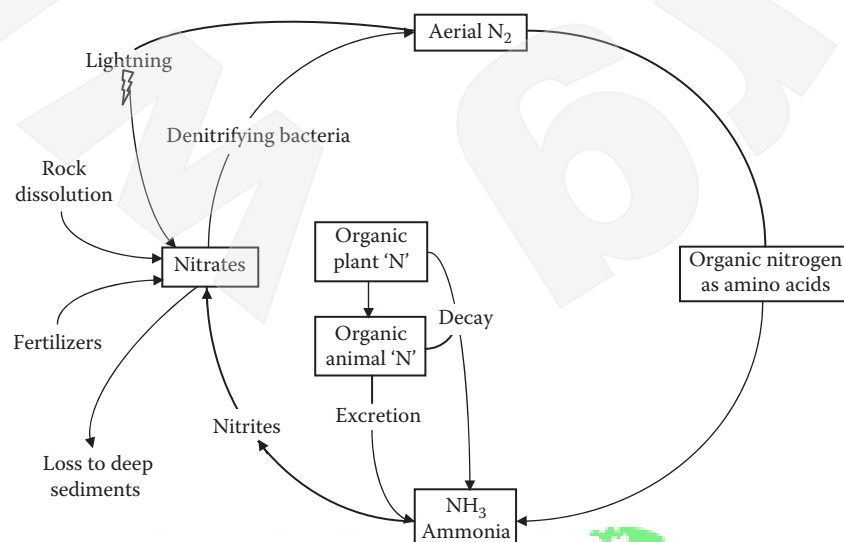 Aerial N₂
Lightning
Denitrifying bacteria
Rock
dissolution
Nitrates
Organic
plant ‘N’
Organic nitrogen
as amino acids
Fertilizers
Organic
animal ‘N’
Decay
Excretion
Nitrites
Loss to deep
sediments
NH₃
Ammonia